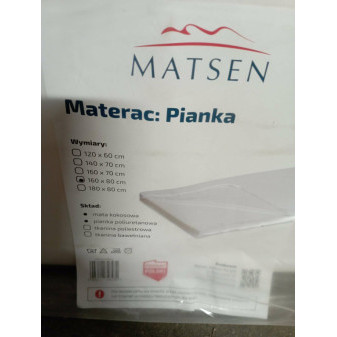 MATSEN
Materac: Pianka
Wymiary:
120 x 60 cm
140 x 70 cm
160 x 70 cm
160 x 80 cm
180 x 80 cm
Skład:
mata kokosowa
pianka poliuretanowa
tkanina poliestrowa
tkanina bawełniana